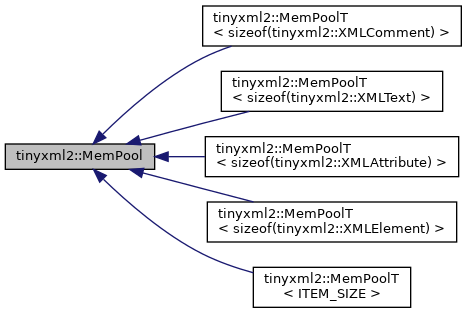 tinyxml2::MemPoolT
< sizeof(tinyxml2::XMLComment) >
tinyxml2::MemPoolT
< sizeof(tinyxml2::XMLText) >
tinyxml2::MemPool
tinyxml2::MemPoolT
< sizeof(tinyxml2::XMLAttribute) >
tinyxml2::MemPoolT
< sizeof(tinyxml2::XMLElement) >
tinyxml2::MemPoolT
< ITEM_SIZE >